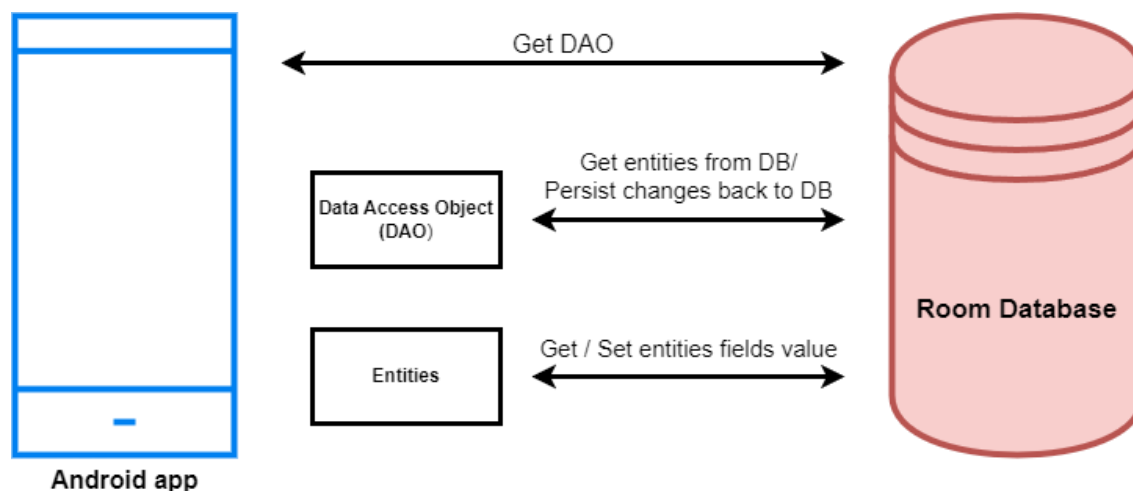 Get DAO
Get entities from DB/
Persist changes back to DB
Data Access Object
(DAO)
Room Database
Get / Set entities fields value
Entities
Android app